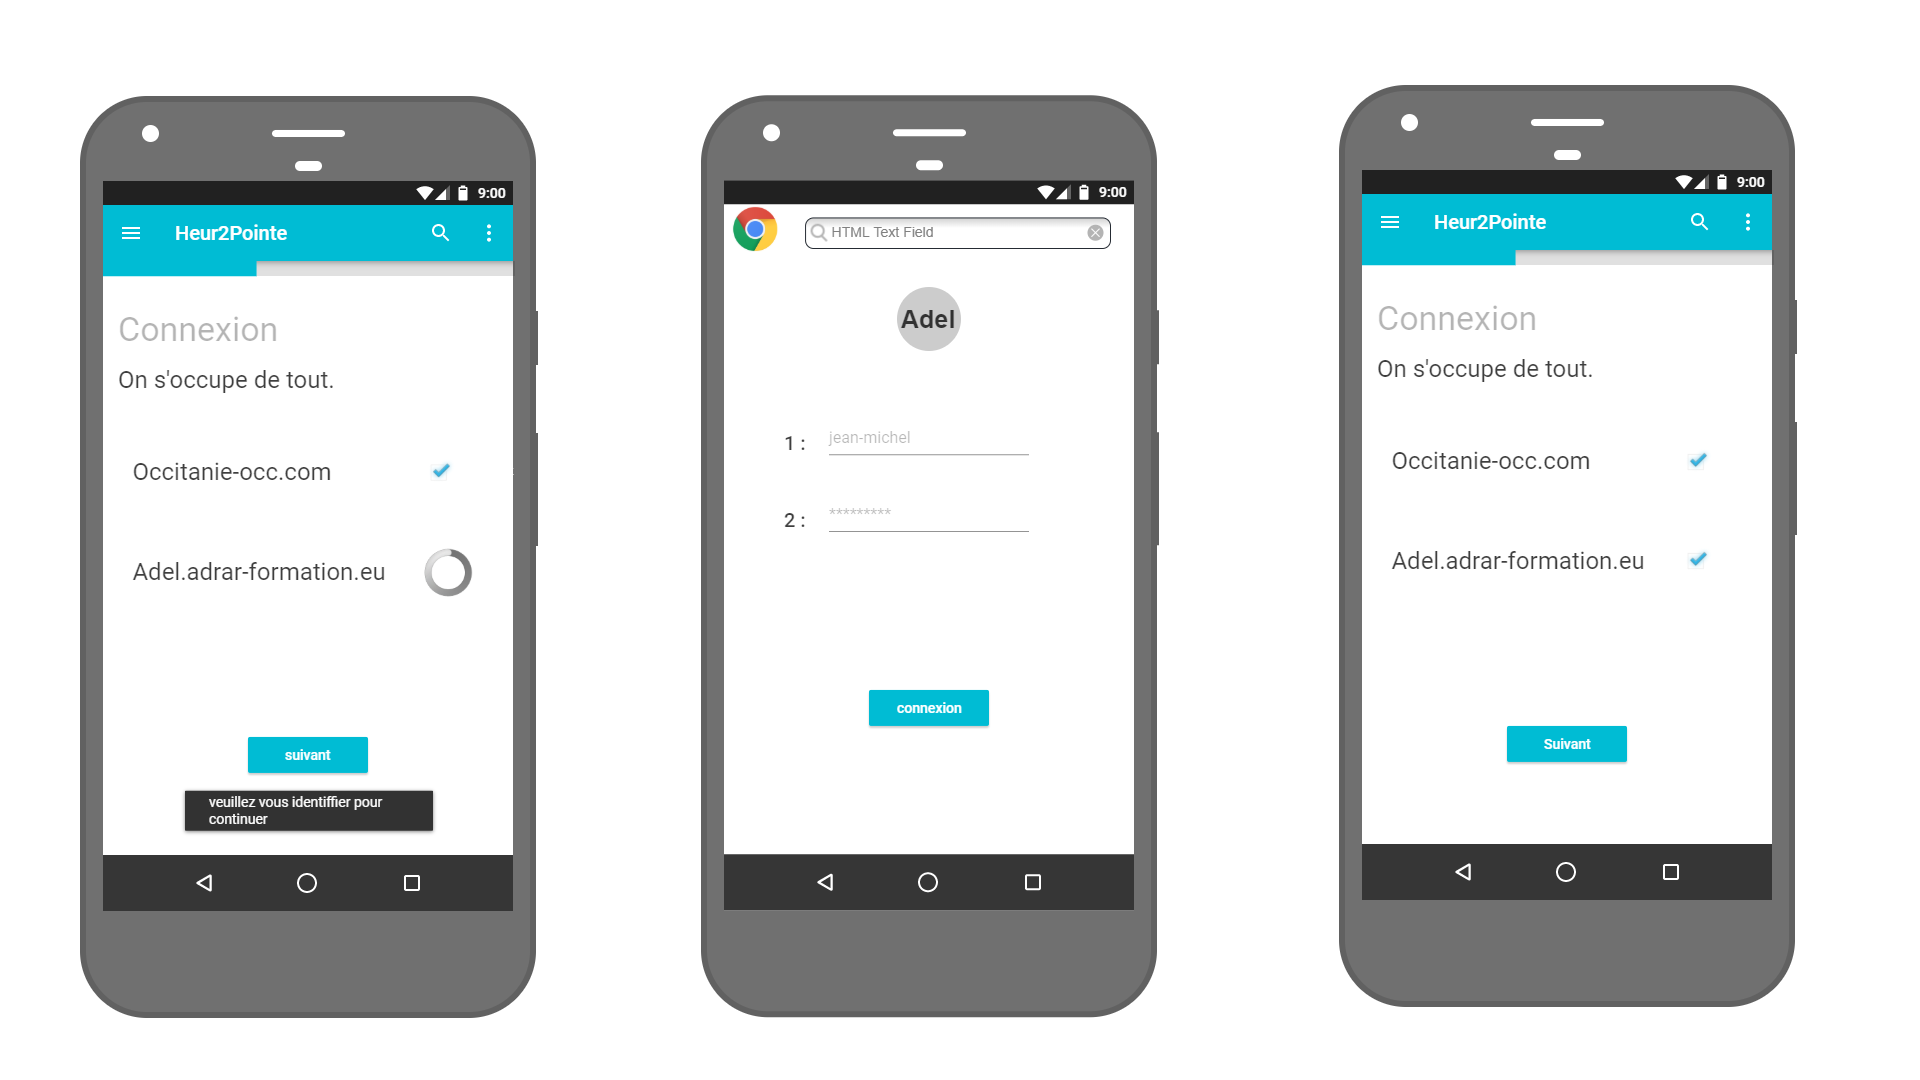 9:00
Heur2Pointe
Connexion
On s'occupe de tout.
Occitanie-occ.com
Adel.adrar-formation.eu
suivant
veuillez vous identiffier pour
continuer
9:00
HTML Text Field
Adel
1 : jean-michel
2 : *********
connexion
9:00
Heur2Pointe
Connexion
On s'occupe de tout.
Occitanie-occ.com
Adel.adrar-formation.eu
Suivant